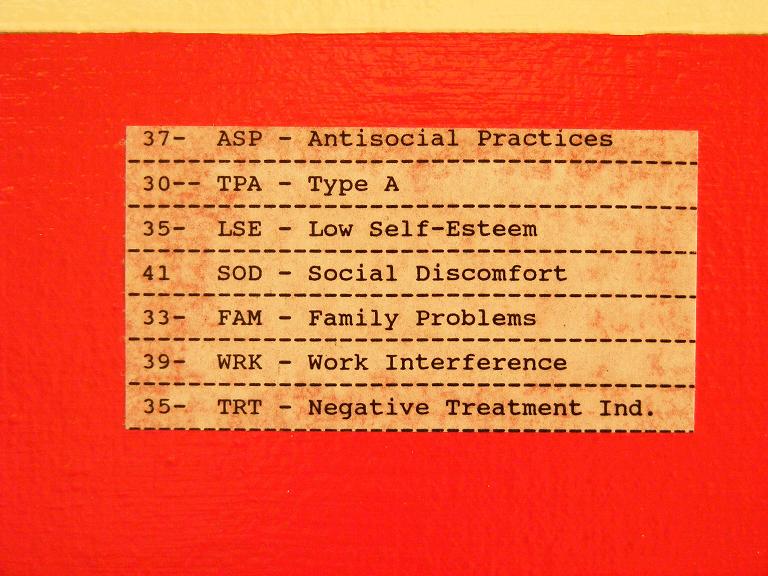 37- ASP - Antisocial Practices
30-- TPA - Type A
35- LSE - Low Self-Esteem
41 SOD - Social Discomfort
33- FAM - Family Problems
39- WRK - Work Interference
35- TRT - Negative Treatment Ind.